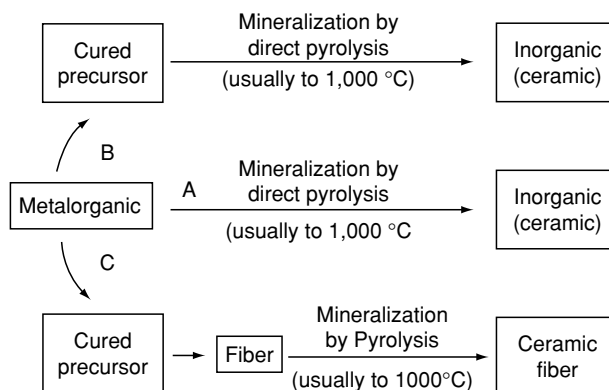 Cured
precursor
Mineralization by
direct pyrolysis
(usually to 1,000 °C)
Inorganic
(ceramic)
B
Metalorganic
A
Mineralization by
direct pyrolysis
(usually to 1,000 °C
Inorganic
(ceramic)
C
Cured
precursor
Fiber
Mineralization
by Pyrolysis
(usually to 1000°C)
Ceramic
fiber